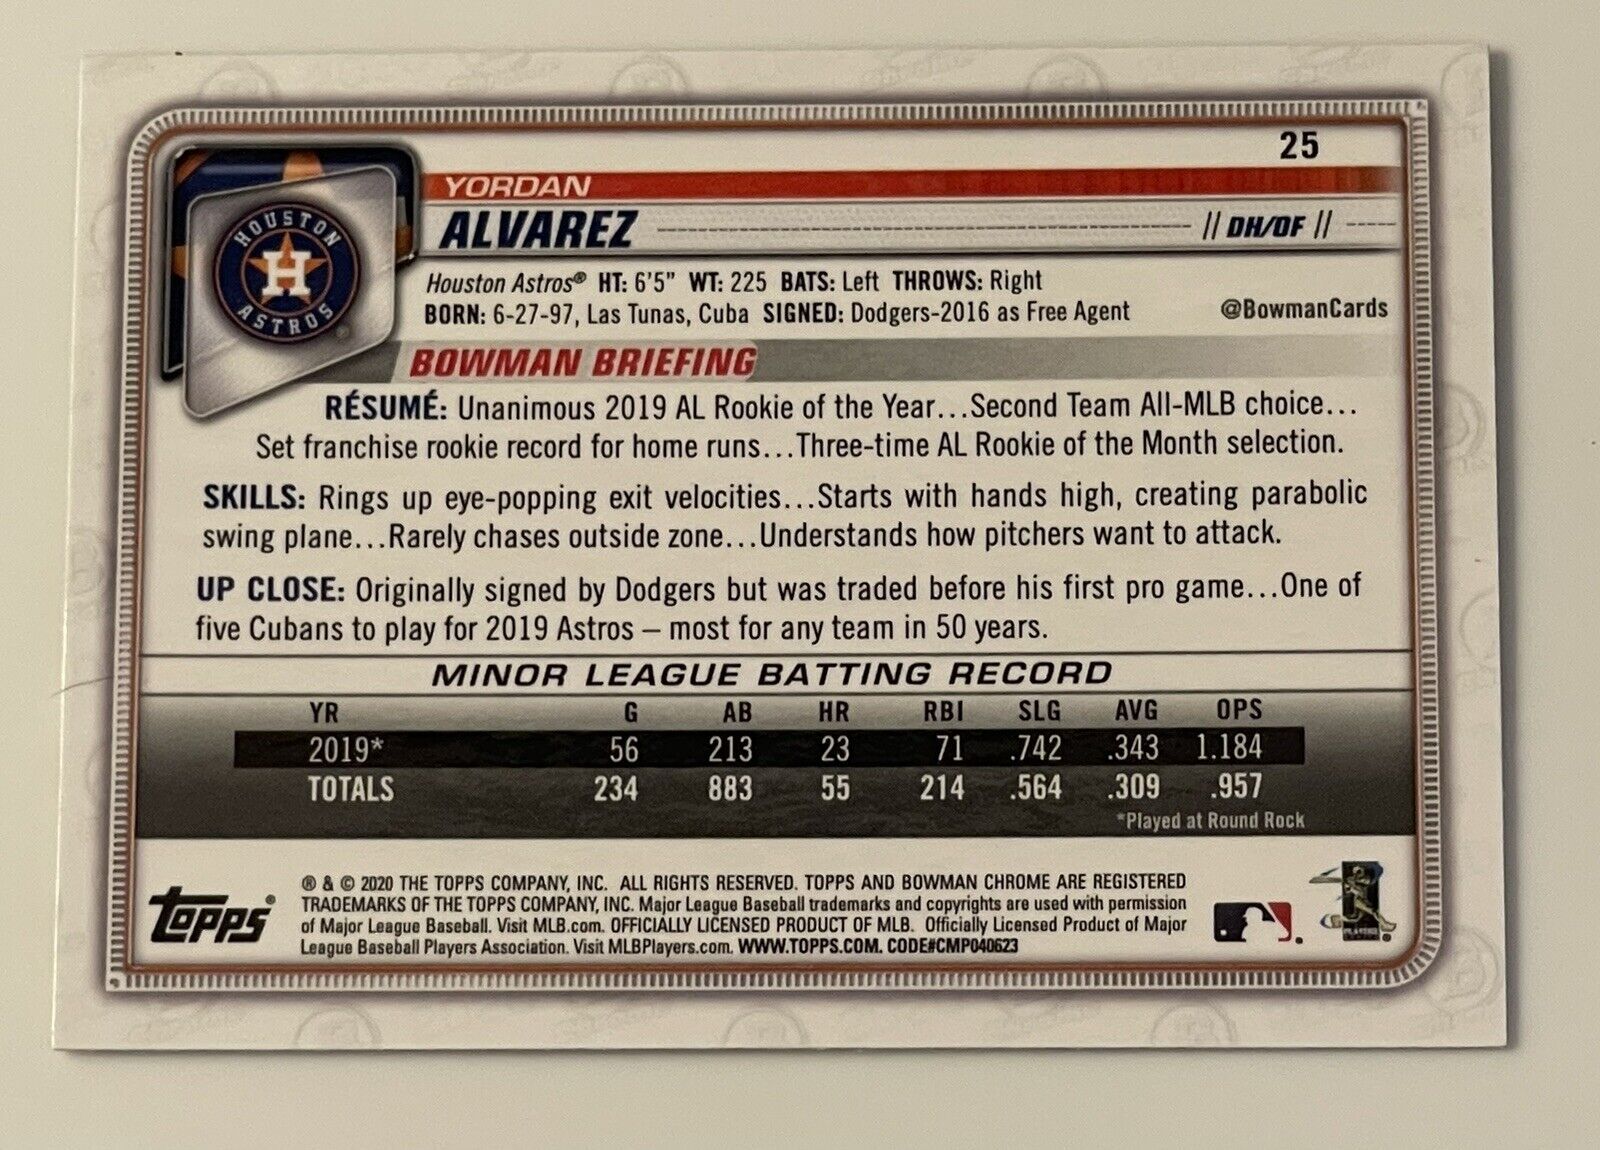 25
YORDAN
ALVAREZ // DH/OF //
HOUSTON
H
ASTROS
Houston Astros® HT: 6'5" WT: 225 BATS: Left THROWS: Right
BORN: 6-27-97, Las Tunas, Cuba SIGNED: Dodgers-2016 as Free Agent @BowmanCards
BOWMAN BRIEFING
RÉSUMÉ: Unanimous 2019 AL Rookie of the Year...Second Team All-MLB choice...
Set franchise rookie record for home runs...Three-time AL Rookie of the Month selection.
SKILLS: Rings up eye-popping exit velocities...Starts with hands high, creating parabolic
swing plane...Rarely chases outside zone...Understands how pitchers want to attack.
UP CLOSE: Originally signed by Dodgers but was traded before his first pro game...One of
five Cubans to play for 2019 Astros – most for any team in 50 years.
MINOR LEAGUE BATTING RECORD
YR G AB HR RBI SLG AVG OPS
2019* 56 213 23 71 .742 .343 1.184
TOTALS 234 883 55 214 .564 .309 .957
*Played at Round Rock
Topps®
® & © 2020 THE TOPPS COMPANY, INC. ALL RIGHTS RESERVED. TOPPS AND BOWMAN CHROME ARE REGISTERED
TRADEMARKS OF THE TOPPS COMPANY, INC. Major League Baseball trademarks and copyrights are used with permission
of Major League Baseball. Visit MLB.com. OFFICIALLY LICENSED PRODUCT OF MLB. Officially Licensed Product of Major
League Baseball Players Association. Visit MLBPlayers.com. WWW.TOPPS.COM. CODE#CMP040623